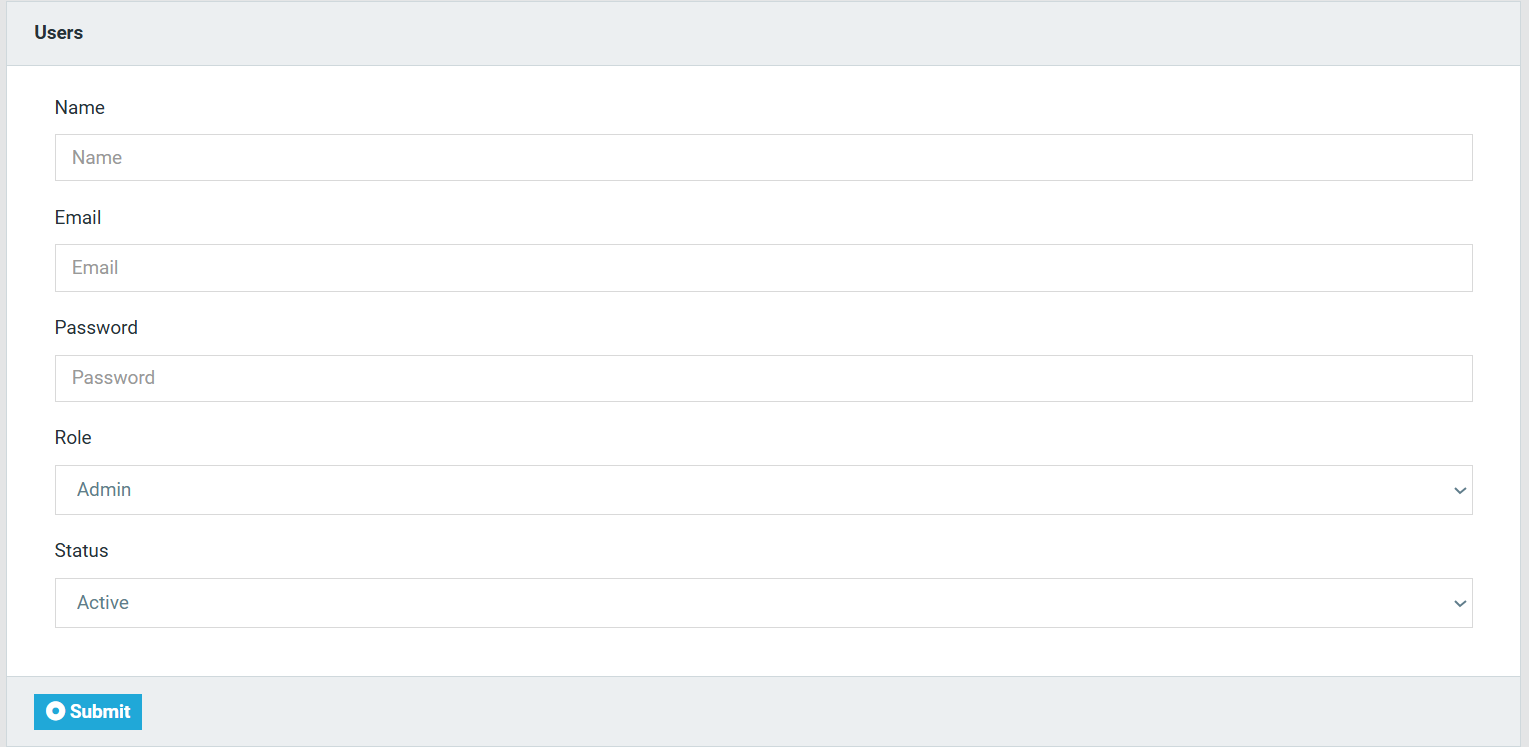 Users
Name
Name
Email
Email
Password
Password
Role
Admin
Status
Active
Submit